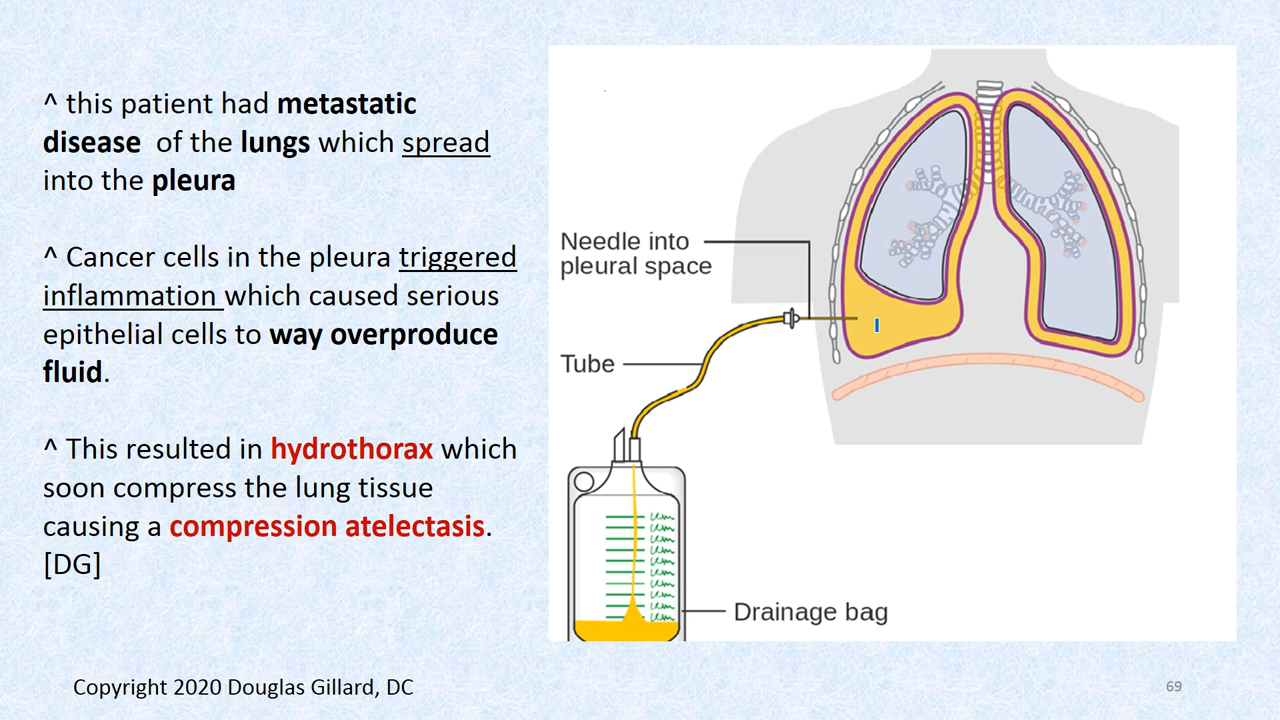 ^ this patient had metastatic
disease of the lungs which spread
into the pleura
^ Cancer cells in the pleura triggered
inflammation which caused serious
epithelial cells to way overproduce
fluid.
^ This resulted in hydrothorax which
soon compress the lung tissue
causing a compression atelectasis.
[DG]
Needle into
pleural space
Tube
Drainage bag
Copyright 2020 Douglas Gillard, DC
69